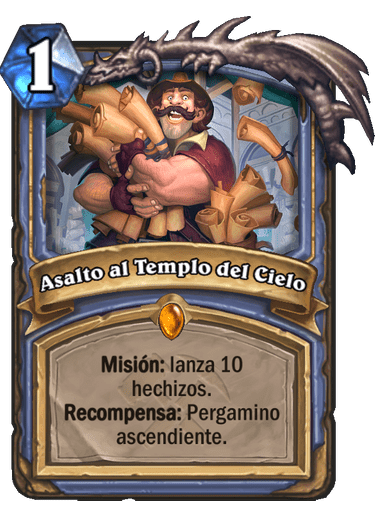 1
Asalto al Templo del Cielo
Misión: lanza 10
hechizos.
Recompensa: Pergamino
ascendiente.